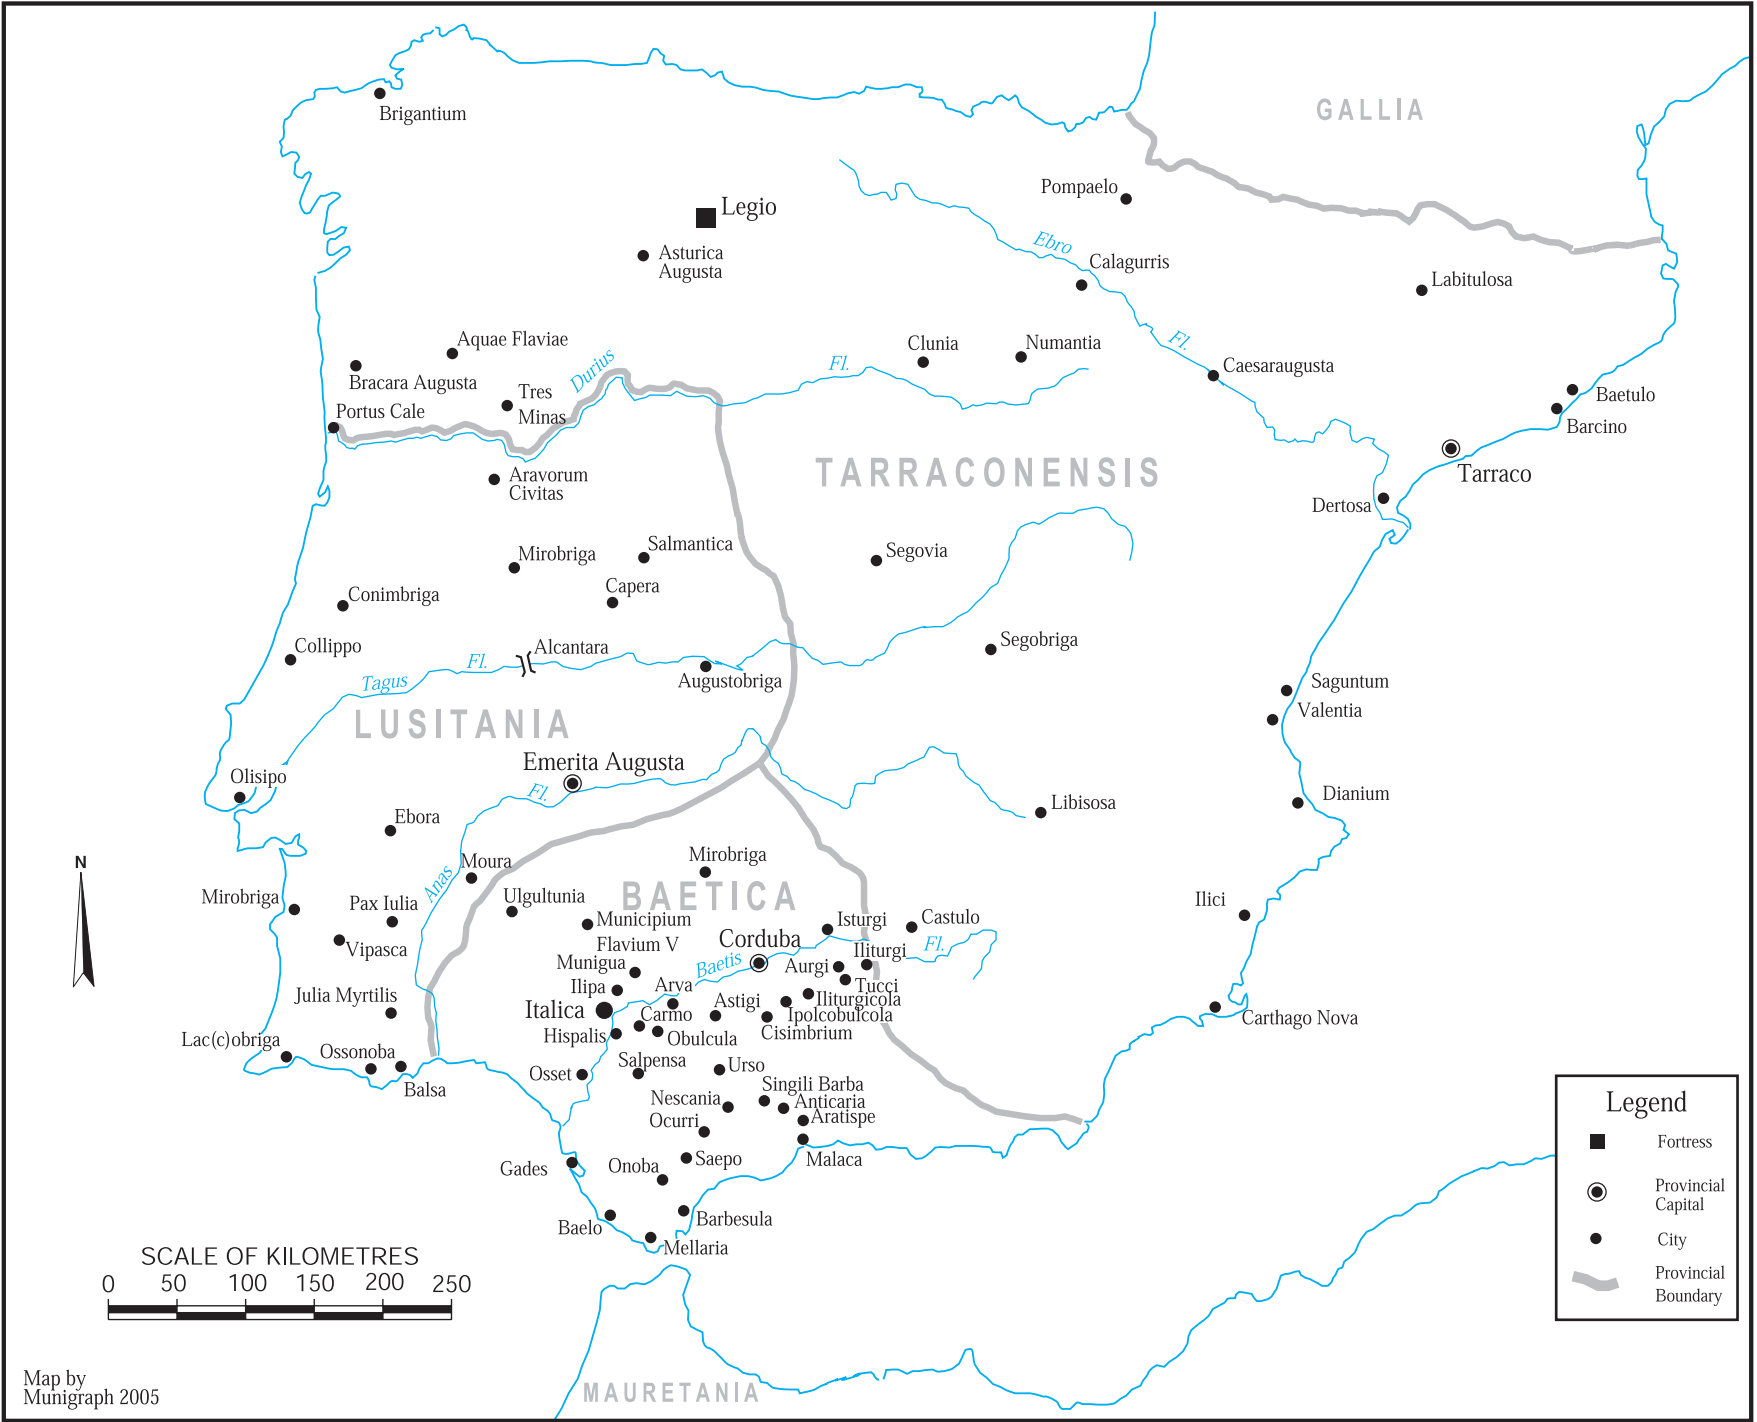 GALLIA
Brigantium
Pompaelo
Legio
Ebro
Fl.
Asturica
Augusta
Calagurris
Labitulosa
Aquae Flaviae
Durius
Fl.
Clunia
Numantia
Caesaraugusta
Bracara Augusta
Tres
Minas
Baetulo
Barcino
Portus Cale
TARRACONENSIS
Tarraco
Aravorum
Civitas
Dertosa
Mirobriga
Salmantica
Segovia
Capera
Conimbriga
Collippo
Alcantara
Segobriga
Tagus
Fl.
Augustobriga
Saguntum
Valentia
LUSITANIA
Emerita Augusta
Olisipo
Fl.
Anas
Ebora
Libisosa
Dianium
N
Moura
Mirobriga
BAETICA
Mirobriga
Pax Iulia
Vipasca
Ulgultunia
Municipium
Flavium V
Isturgi
Castulo
Ilici
Corduba
Fl.
Baetis
Munigua
Aurgi
Iliturgi
Tucci
Ilipa
Arva
Iliturgicola
Julia Myrtilis
Italica
Astigi
Ipolcobulcola
Carmo
Cisimbrium
Carthago Nova
Hispalis
Obulcula
Lac(c)obriga
Ossonoba
Balsa
Salpensa
Urso
Osset
Singili Barba
Nescania
Anticaria
Ocurri
Aratispe
Malaca
Gades
Onoba
Saepo
Baelo
Barbesula
Mellaria
Legend
Fortress
Provincial
Capital
City
Provincial
Boundary
SCALE OF KILOMETRES
0 50 100 150 200 250
MAURETANIA
Map by
Munigraph 2005